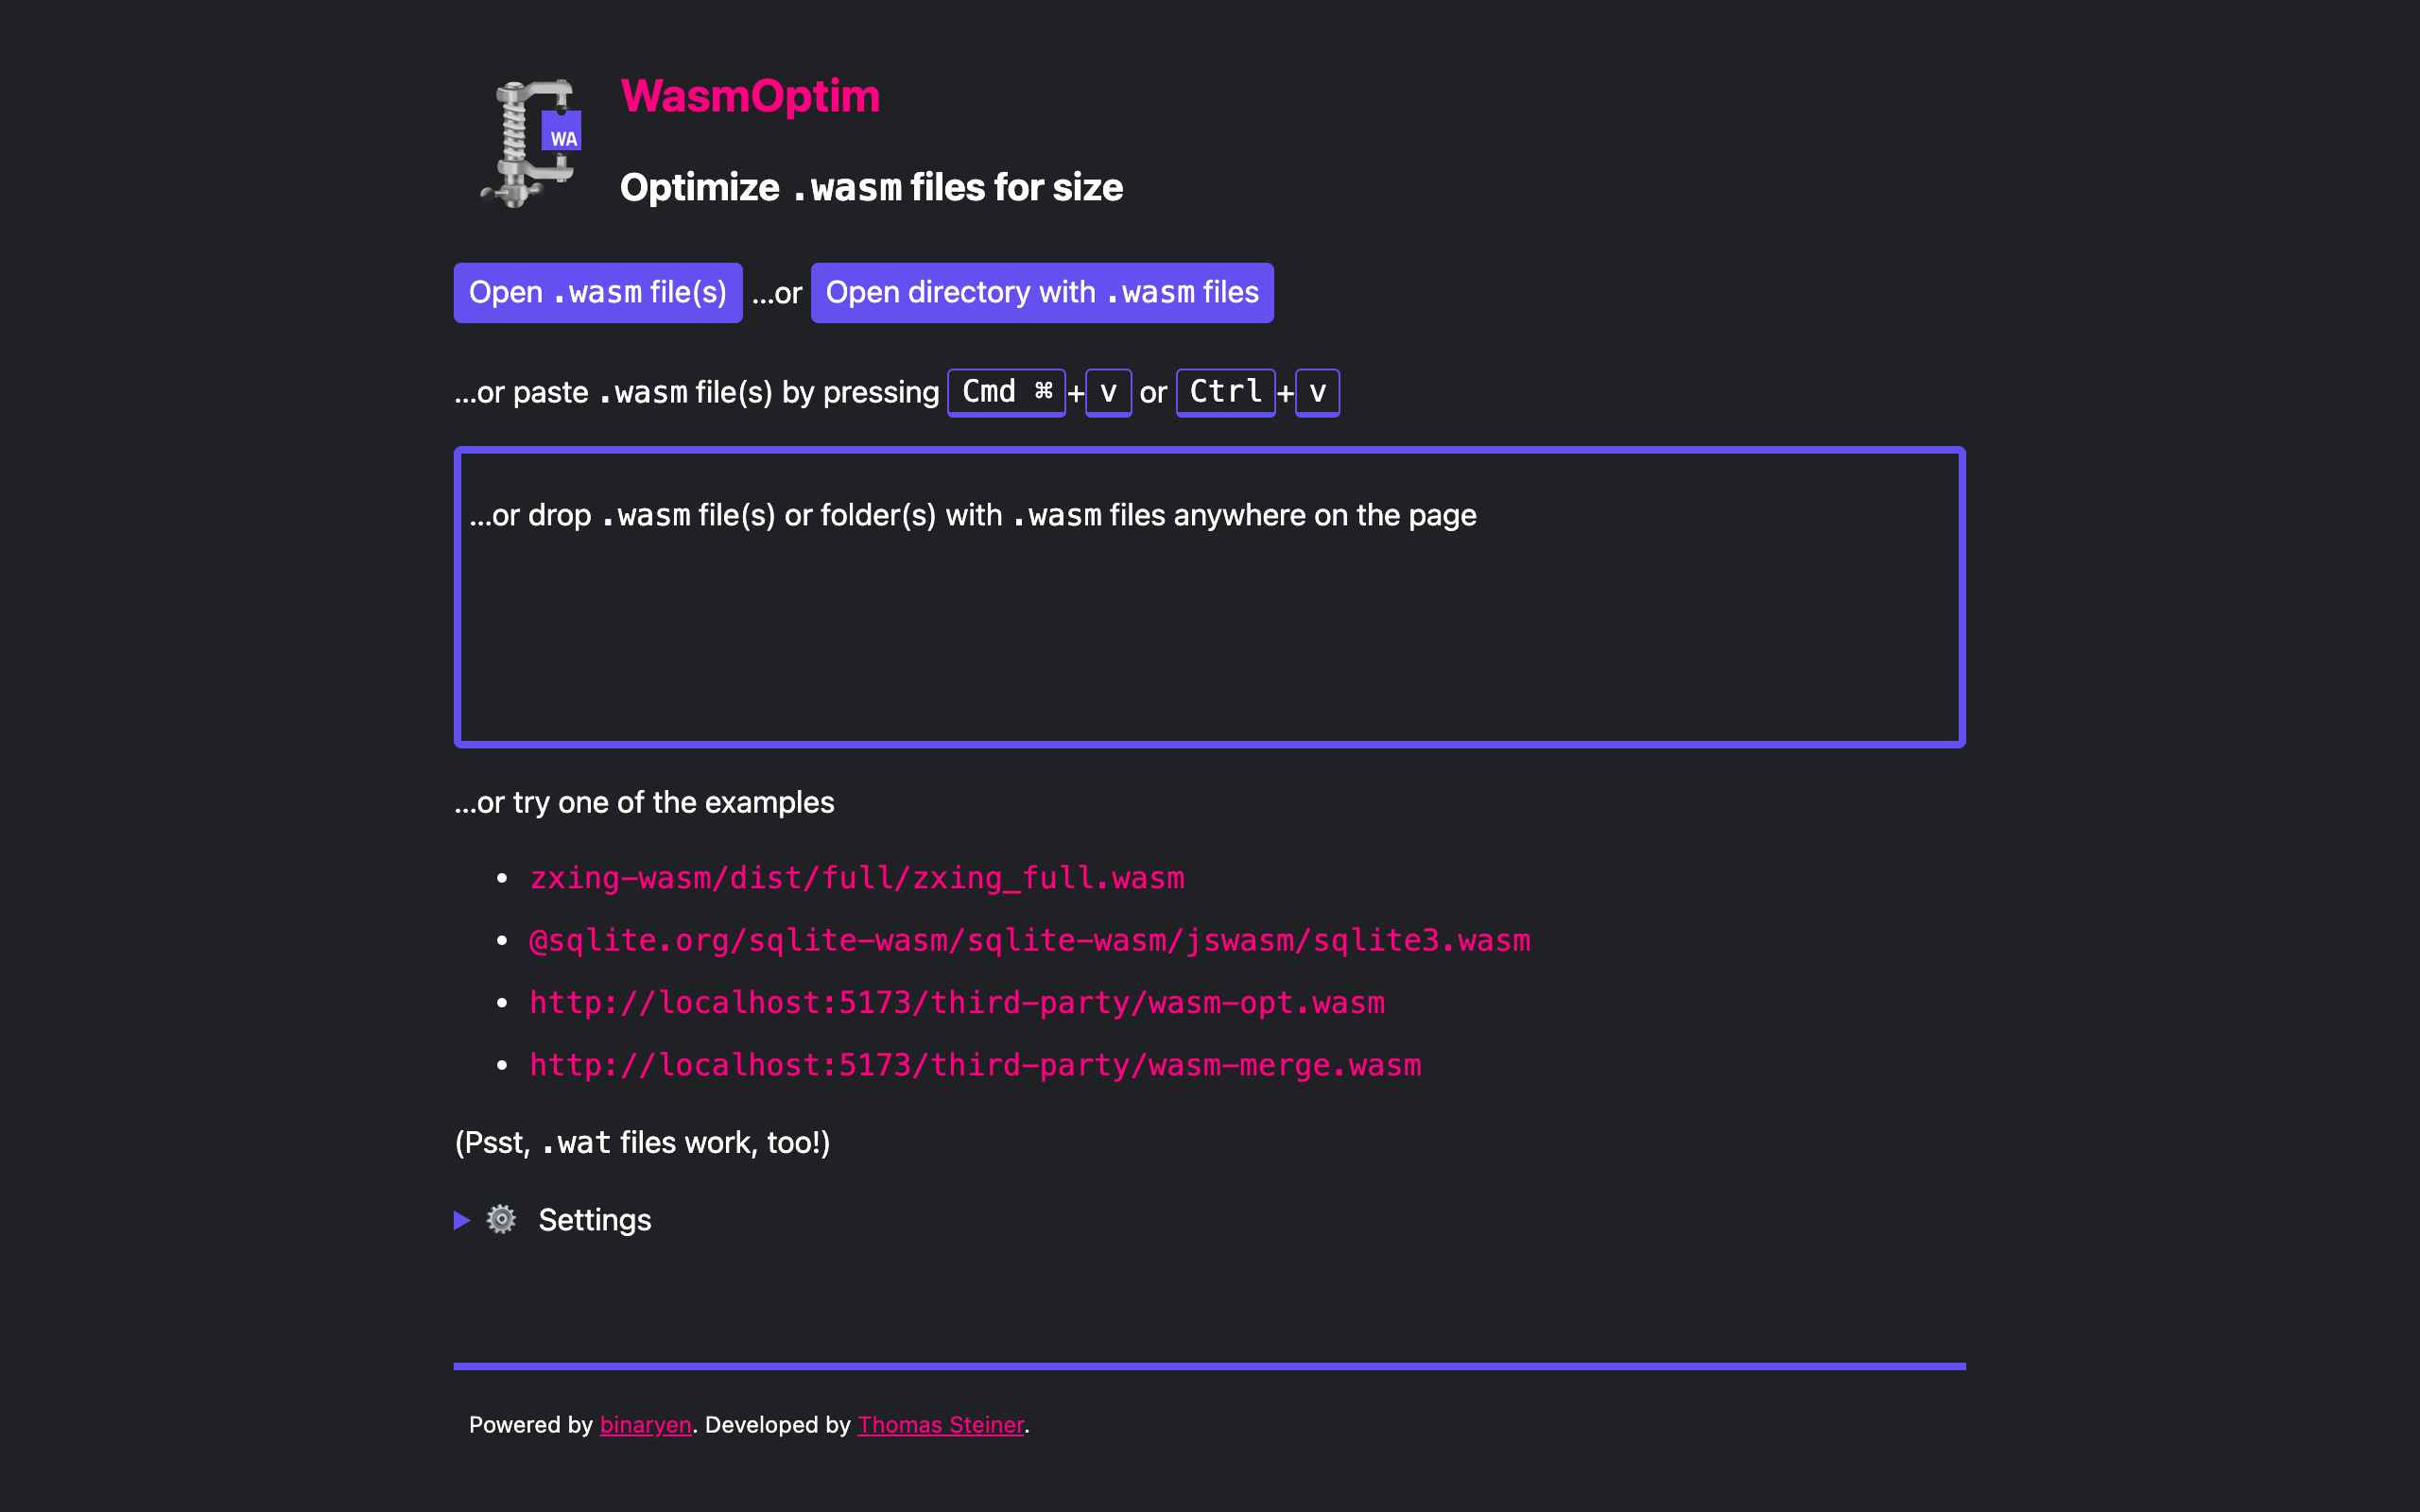 WA
WasmOptim
Optimize .wasm files for size
Open .wasm file(s) …or Open directory with .wasm files
…or paste .wasm file(s) by pressing Cmd ⌘+v or Ctrl+v
…or drop .wasm file(s) or folder(s) with .wasm files anywhere on the page
…or try one of the examples
• zxing-wasm/dist/full/zxing_full.wasm
• @sqlite.org/sqlite-wasm/sqlite-wasm/jswasm/sqlite3.wasm
• http://localhost:5173/third-party/wasm-opt.wasm
• http://localhost:5173/third-party/wasm-merge.wasm
(Psst, .wat files work, too!)
Settings
Powered by binaryen. Developed by Thomas Steiner.